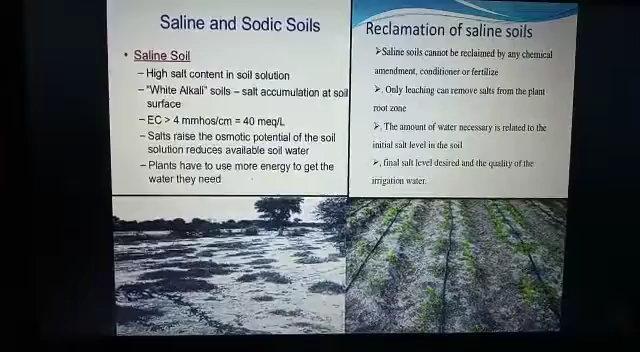 Saline and Sodic Soils
• Saline Soil
– High salt content in soil solution
– "White Alkali" soils – salt accumulation at soil
surface
– EC > 4 mmhos/cm = 40 meq/L
– Salts raise the osmotic potential of the soil
solution reduces available soil water
– Plants have to use more energy to get the
water they need
Reclamation of saline soils
➢Saline soils cannot be reclaimed by any chemical
amendment, conditioner or fertilize
➢. Only leaching can remove salts from the plant
root zone
➢. The amount of water necessary is related to the
initial salt level in the soil
➢, final salt level desired and the quality of the
irrigation water.